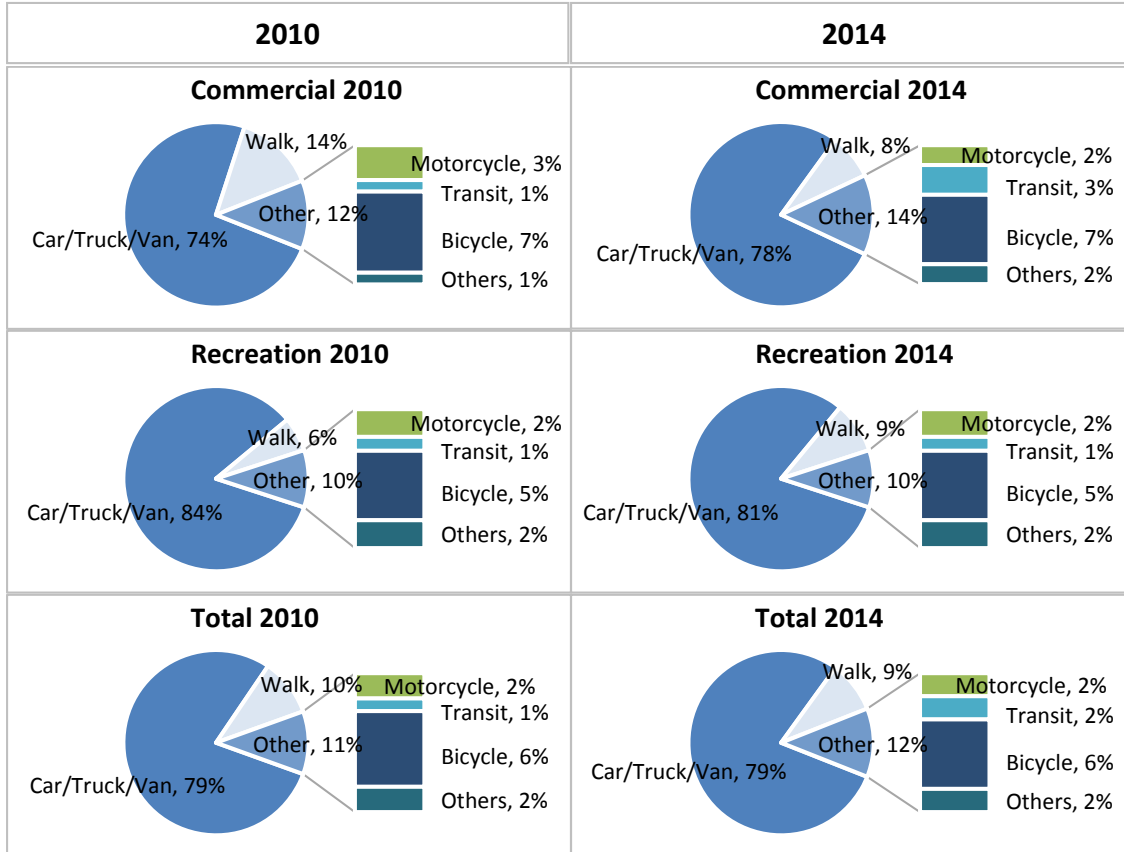 2010
2014
Commercial 2010
Walk, 14%
Motorcycle, 3%
Transit, 1%
Other, 12%
Car/Truck/Van, 74%
Bicycle, 7%
Others, 1%
Commercial 2014
Walk, 8%
Motorcycle, 2%
Transit, 3%
Other, 14%
Car/Truck/Van, 78%
Bicycle, 7%
Others, 2%
Recreation 2010
Walk, 6%
Motorcycle, 2%
Transit, 1%
Other, 10%
Car/Truck/Van, 84%
Bicycle, 5%
Others, 2%
Recreation 2014
Walk, 9%
Motorcycle, 2%
Transit, 1%
Other, 10%
Car/Truck/Van, 81%
Bicycle, 5%
Others, 2%
Total 2010
Walk, 10%
Motorcycle, 2%
Transit, 1%
Other, 11%
Car/Truck/Van, 79%
Bicycle, 6%
Others, 2%
Total 2014
Walk, 9%
Motorcycle, 2%
Transit, 2%
Other, 12%
Car/Truck/Van, 79%
Bicycle, 6%
Others, 2%